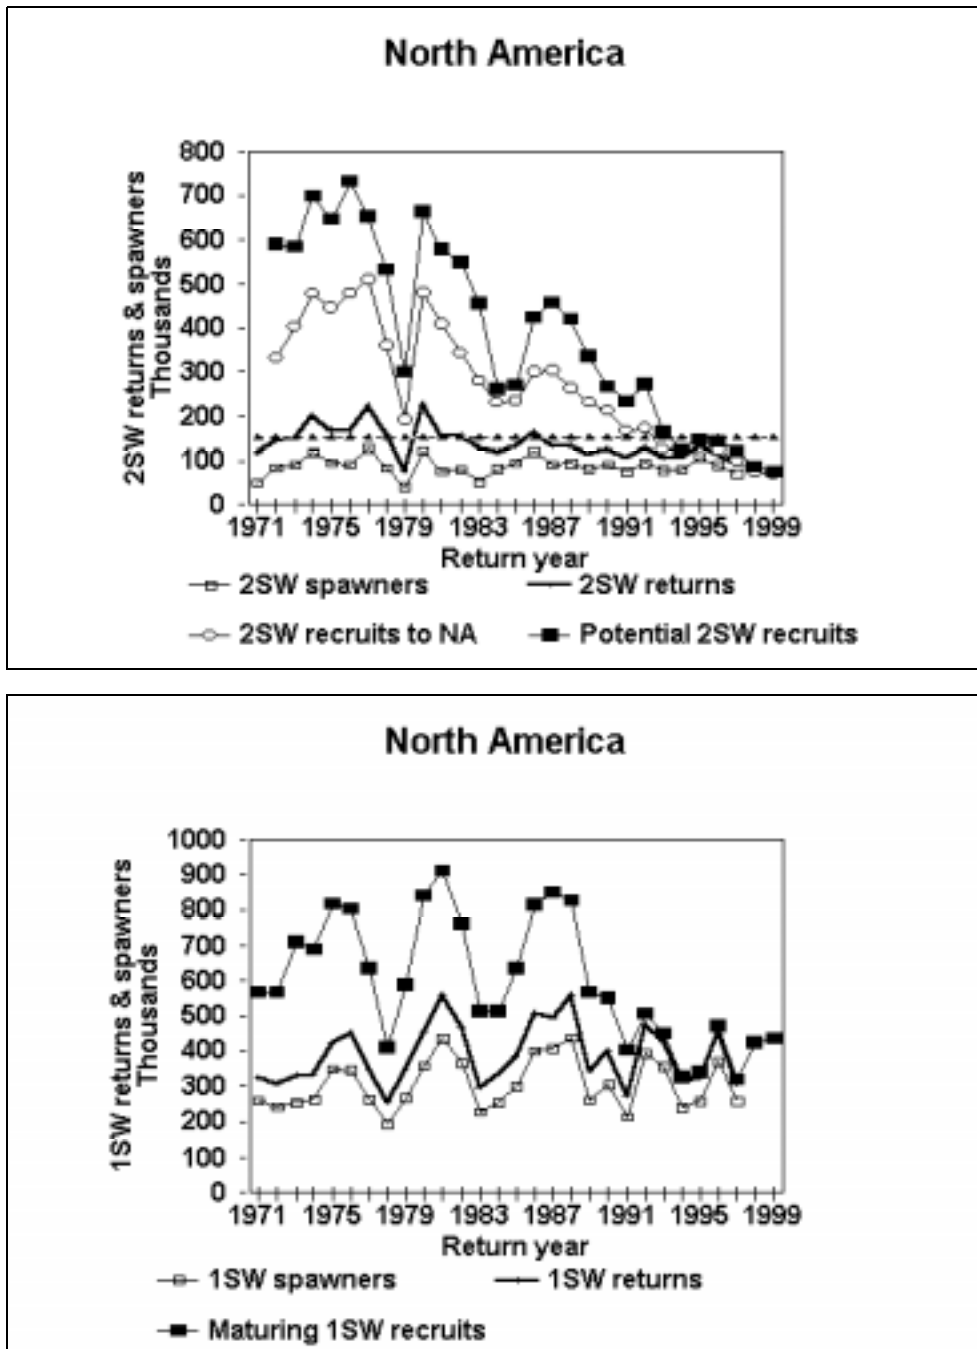 North America
2SW returns & spawners
Thousands
800
700
600
500
400
300
200
100
0
1971 1975 1979 1983 1987 1991 1995 1999
Return year
2SW spawners 2SW returns
2SW recruits to NA Potential 2SW recruits
North America
1SW returns & spawners
Thousands
1000
900
800
700
600
500
400
300
200
100
0
1971 1975 1979 1983 1987 1991 1995 1999
Return year
1SW spawners 1SW returns
Maturing 1SW recruits